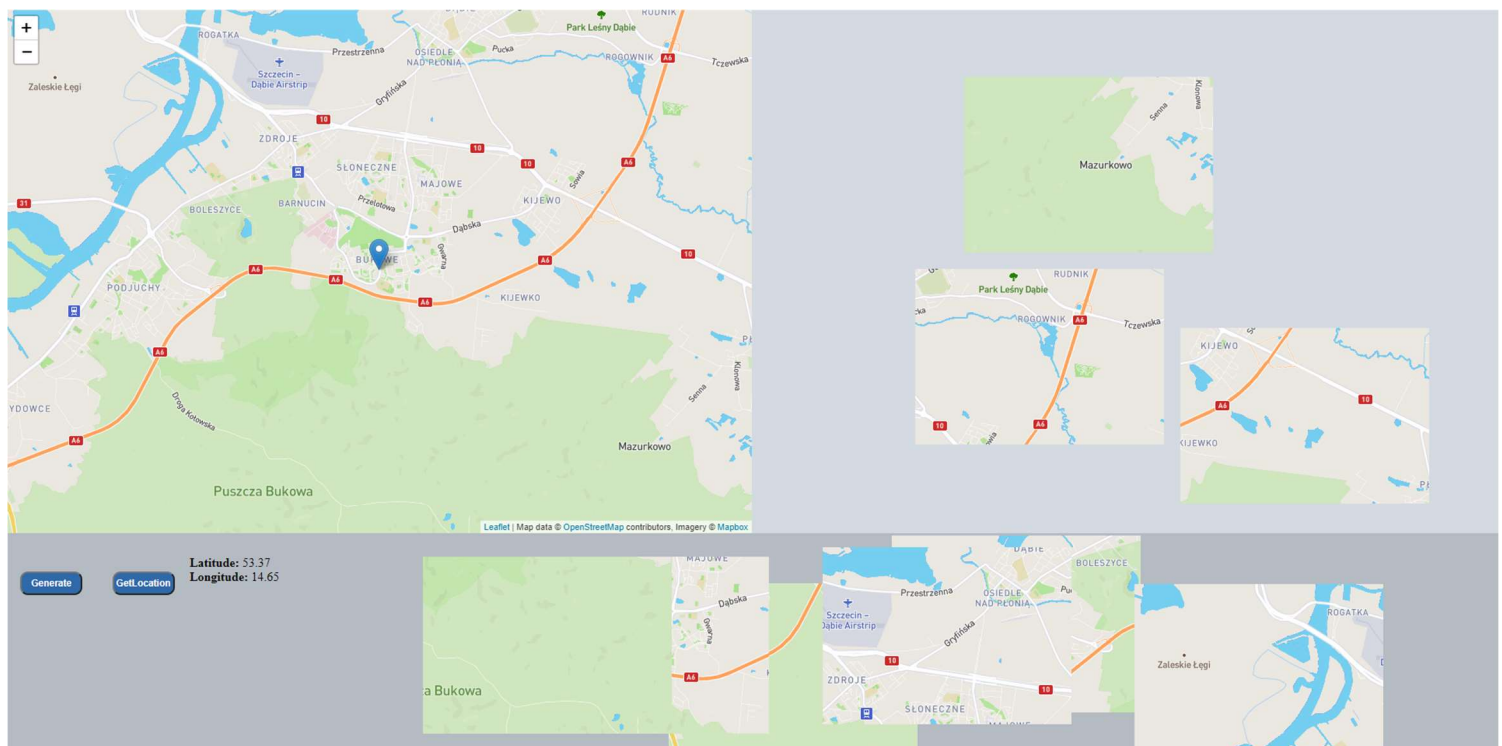 +
−
ROGATKA
RUDNIK
Park Leśny Dąbie
Przestrzenna
OSIEDLE
NAD PŁONIĄ
Pucka
ROGOWNIK
A6
Tczewska
Zaleskie Łęgi
Szczecin –
Dąbie Airstrip
Gryfińska
10
ZDROJE
10
10
A6
SŁONECZNE
MAJOWE
Sowia
31
BOLESZYCE
BARNUCIN
Przelotowa
KIJEWO
Dąbska
Gwarna
10
BUKOWE
A6
A6
A6
PODJUCHY
A6
KIJEWKO
A6
Klonowa
Senna
Droga Kołowska
YDOWCE
A6
Mazurkowo
Puszcza Bukowa
Leaflet | Map data © OpenStreetMap contributors, Imagery © Mapbox
Klonowa
Senna
Mazurkowo
RUDNIK
Park Leśny Dąbie
ROGOWNIK
A6
Tczewska
10
A6
KIJEWO
10
A6
KIJEWKO
Generate
GetLocation
Latitude: 53.37
Longitude: 14.65
a Bukowa
MAJOWE
Dąbska
Gwarna
A6
DĄBIE
Przestrzenna
OSIEDLE
NAD PŁONIĄ
Szczecin –
Dąbie Airstrip
Gryfińska
10
ZDROJE
10
SŁONECZNE
BOLESZYCE
ROGATKA
Zaleskie Łęgi